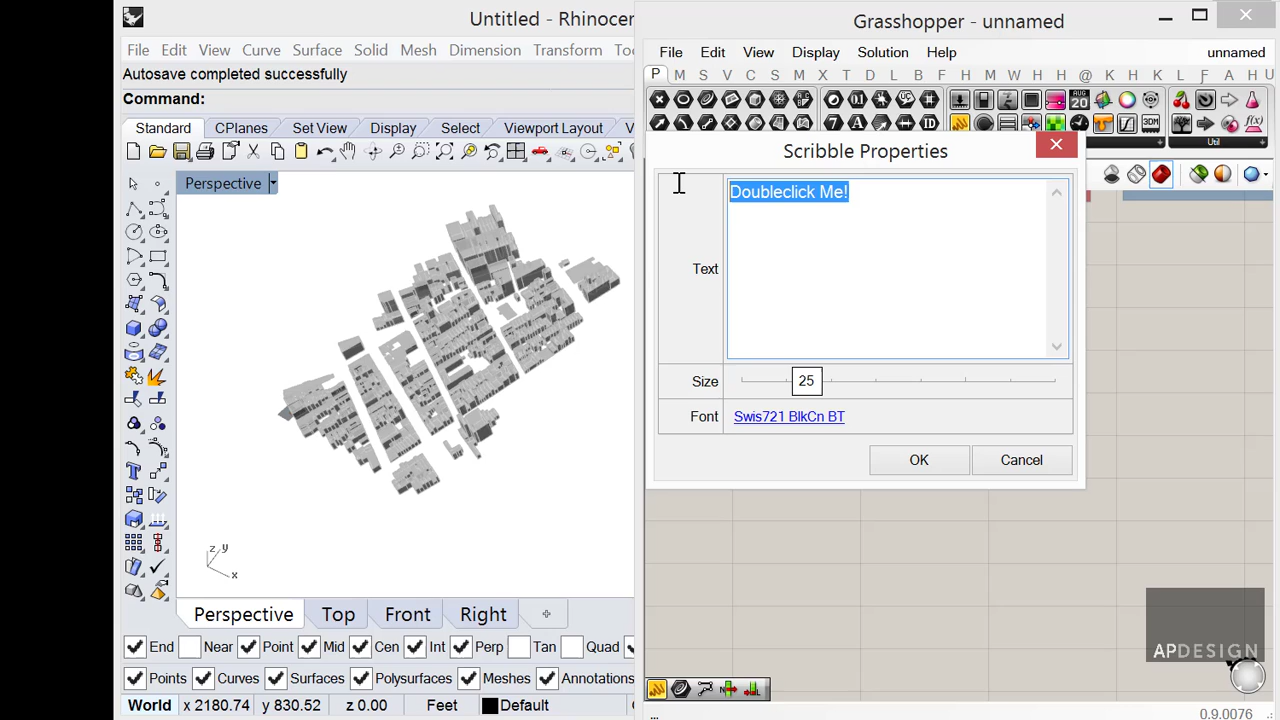 Untitled - Rhinocer
File Edit View Curve Surface Solid Mesh Dimension Transform Too
Autosave completed successfully
Command:
Standard CPlanes Set View Display Select Viewport Layout V
Perspective
z y
x
Perspective Top Front Right
End Near Point Mid Cen Int Perp Tan Quad
Points Curves Surfaces Polysurfaces Meshes Annotations
World x 2180.74 y 830.52 z 0.00 Feet Default
Grasshopper - unnamed
File Edit View Display Solution Help unnamed
P M S V C S M X T D L B F H M W H H @ K H K L F A H U
Util
Scribble Properties
Text
Doubleclick Me!
Size 25
Font Swis721 BlkCn BT
OK Cancel
APDESIGN
... 0.9.0076